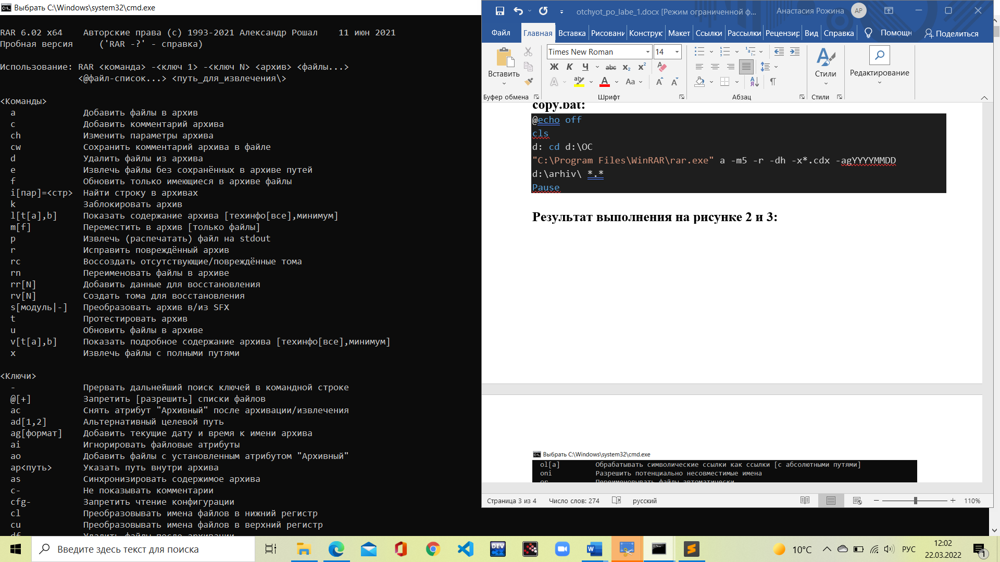 Выбрать C:\Windows\system32\cmd.exe
RAR 6.02 x64    Авторские права (c) 1993-2021 Александр Рошал    11 июн 2021
Пробная версия     ('RAR -?' - справка)
Использование: RAR <команда> -<ключ 1> -<ключ N> <архив> <файлы...>
<@файл-список...> <путь_для_извлечения\>
<Команды>
a Добавить файлы в архив
c Добавить комментарий архива
ch Изменить параметры архива
cw Сохранить комментарий архива в файле
d Удалить файлы из архива
e Извлечь файлы без сохранённых в архиве путей
f Обновить только имеющиеся в архиве файлы
i[пар]=<стр> Найти строку в архивах
k Заблокировать архив
l[t[a],b] Показать содержание архива [техинфо[все],минимум]
m[f] Переместить в архив [только файлы]
p Извлечь (распечатать) файл на stdout
r Исправить повреждённый архив
rc Воссоздать отсутствующие/повреждённые тома
rn Переименовать файлы в архиве
rr[N] Добавить данные для восстановления
rv[N] Создать тома для восстановления
s[модуль|-] Преобразовать архив в/из SFX
t Протестировать архив
u Обновить файлы в архиве
v[t[a],b] Показать подробное содержание архива [техинфо[все],минимум]
x Извлечь файлы с полными путями
<Ключи>
- Прервать дальнейший поиск ключей в командной строке
@[+] Запретить [разрешить] списки файлов
ac Снять атрибут "Архивный" после архивации/извлечения
ad[1,2] Альтернативный целевой путь
ag[формат] Добавить текущие дату и время к имени архива
ai Игнорировать файловые атрибуты
ao Добавить файлы с установленным атрибутом "Архивный"
ap<путь> Указать путь внутри архива
as Синхронизировать содержимое архива
c- Не показывать комментарии
cfg- Запретить чтение конфигурации
cl Преобразовывать имена файлов в нижний регистр
cu Преобразовывать имена файлов в верхний регистр
df Удалить файлы после архивации
otchyot_po_labe_1.docx [Режим ограниченной ф...
Анастасия Рожина АР
Файл Главная Вставка Рисовани Конструк Макет Ссылки Рассылки Рецензир Вид Справка Помощн Поделиться
Times New Roman 14
Вставить
Ж К Ч abc x₂ x²
А А Aa А А
Стили
Редактирование
Буфер обмена Шрифт Абзац Стили
copy.bat:
@echo off
cls
d: cd d:\OC
"C:\Program Files\WinRAR\rar.exe" a -m5 -r -dh -x*.cdx -agYYYYMMDD
d:\arhiv\ *.*
Pause
Результат выполнения на рисунке 2 и 3:
Выбрать C:\Windows\system32\cmd.exe
ol[a] Обрабатывать символические ссылки как ссылки [с абсолютными путями]
oni Разрешить потенциально несовместимые имена
or Переименовывать файлы автоматически
Страница 3 из 4 Число слов: 274 русский 110%
Введите здесь текст для поиска
10°C РУС
12:02
22.03.2022
1